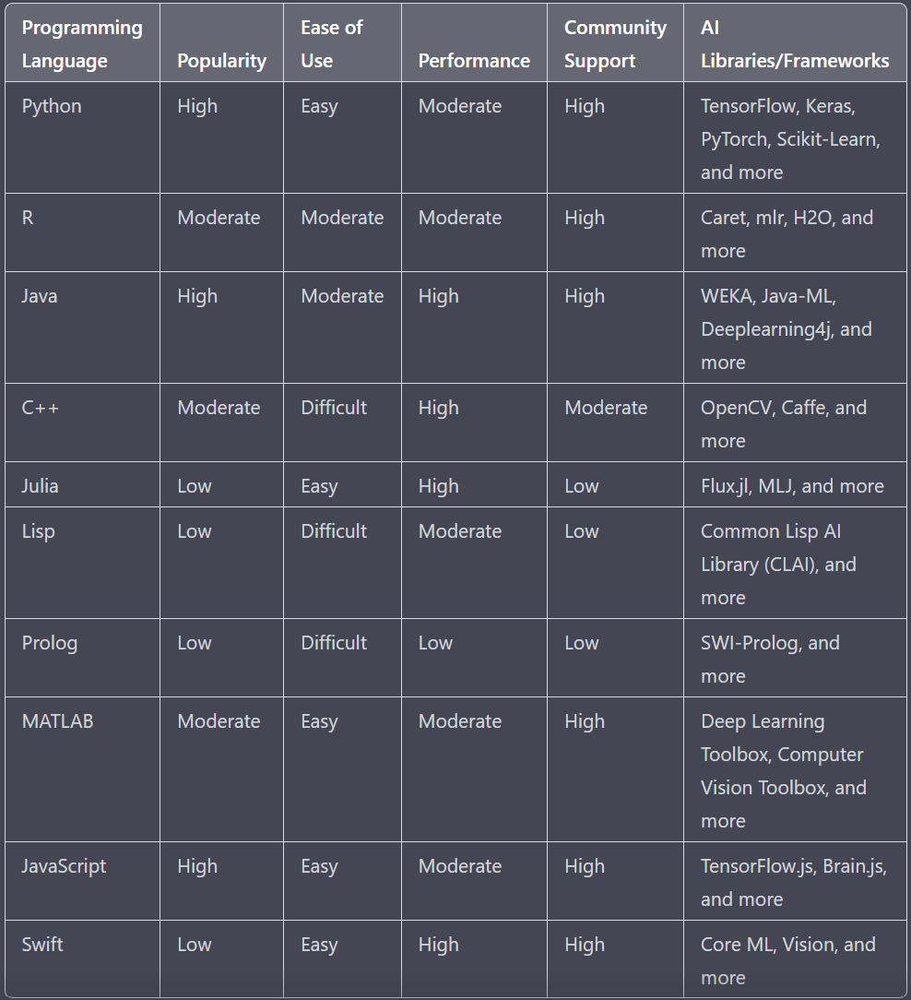 Programming Language | Popularity | Ease of Use | Performance | Community Support | AI Libraries/Frameworks
Python | High | Easy | Moderate | High | TensorFlow, Keras, PyTorch, Scikit-Learn, and more
R | Moderate | Moderate | Moderate | High | Caret, mlr, H2O, and more
Java | High | Moderate | High | High | WEKA, Java-ML, Deeplearning4j, and more
C++ | Moderate | Difficult | High | Moderate | OpenCV, Caffe, and more
Julia | Low | Easy | High | Low | Flux.jl, MLJ, and more
Lisp | Low | Difficult | Moderate | Low | Common Lisp AI Library (CLAI), and more
Prolog | Low | Difficult | Low | Low | SWI-Prolog, and more
MATLAB | Moderate | Easy | Moderate | High | Deep Learning Toolbox, Computer Vision Toolbox, and more
JavaScript | High | Easy | Moderate | High | TensorFlow.js, Brain.js, and more
Swift | Low | Easy | High | High | Core ML, Vision, and more